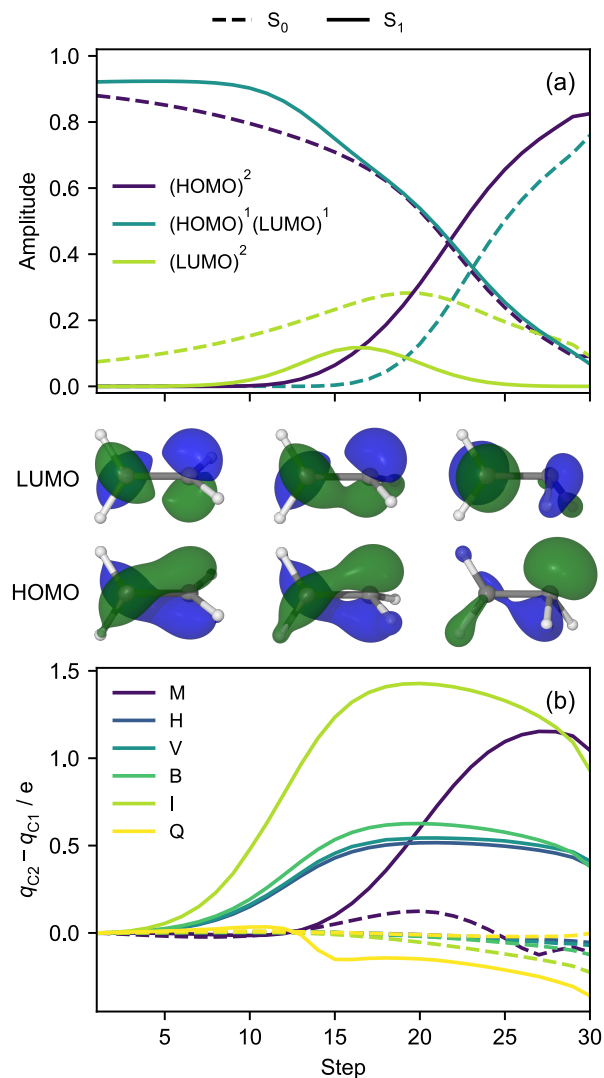 S₀ S₁
(a)
1.0
0.8
0.6
0.4
0.2
0.0
Amplitude
(HOMO)²
(HOMO)¹(LUMO)¹
(LUMO)²
LUMO
HOMO
(b)
1.5
1.0
0.5
0.0
q_C2 − q_C1 / e
M
H
V
B
I
Q
5 10 15 20 25 30
Step